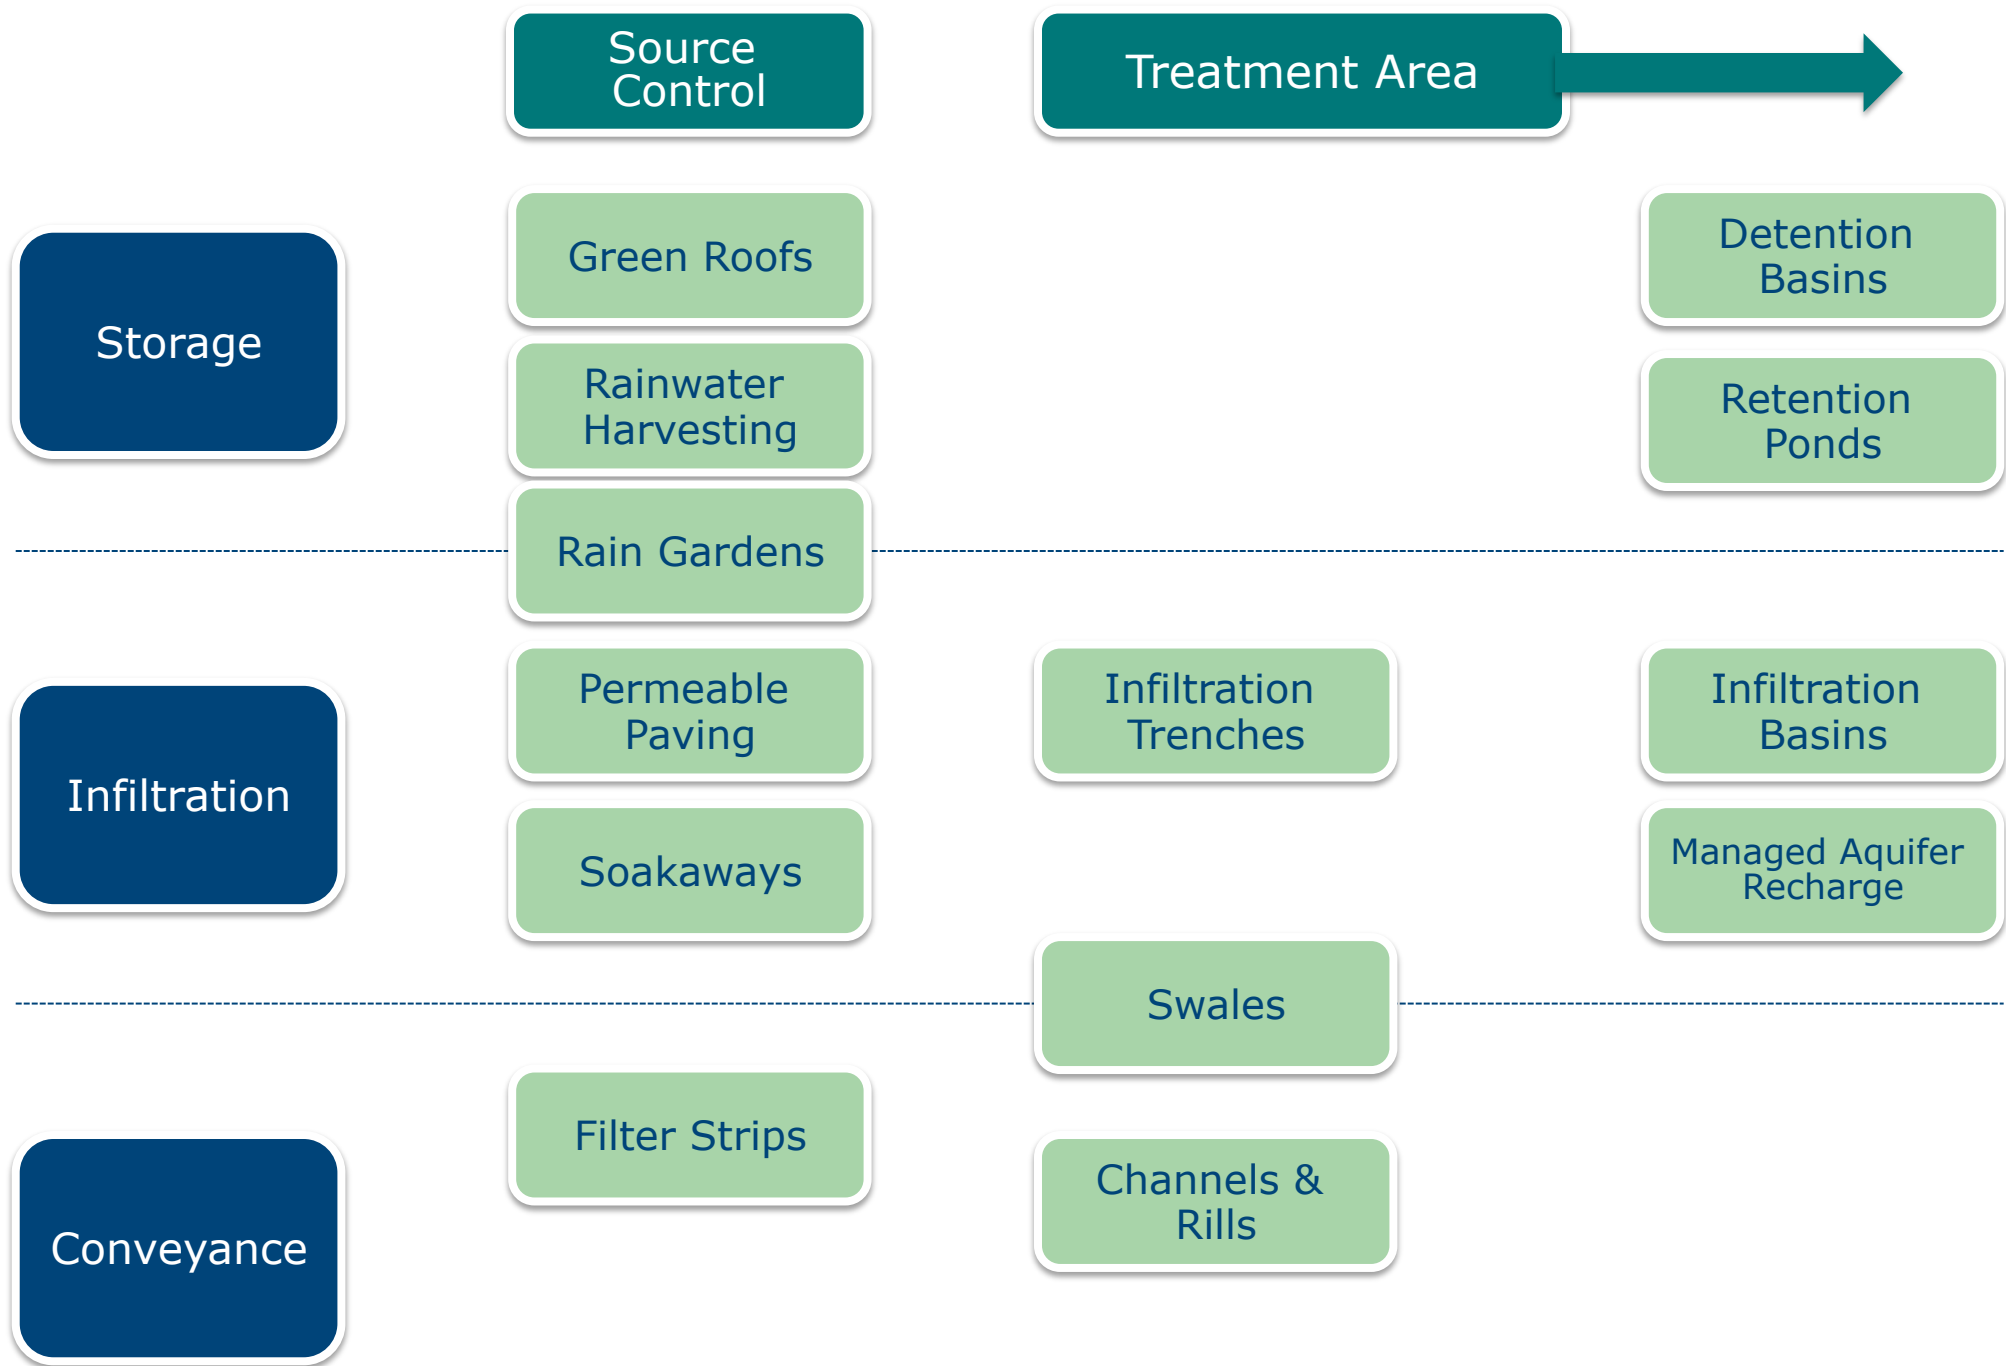 Source
Control
Treatment Area
Storage
Green Roofs
Detention
Basins
Rainwater
Harvesting
Retention
Ponds
Rain Gardens
Infiltration
Permeable
Paving
Infiltration
Trenches
Infiltration
Basins
Soakaways
Managed Aquifer
Recharge
Swales
Conveyance
Filter Strips
Channels &
Rills